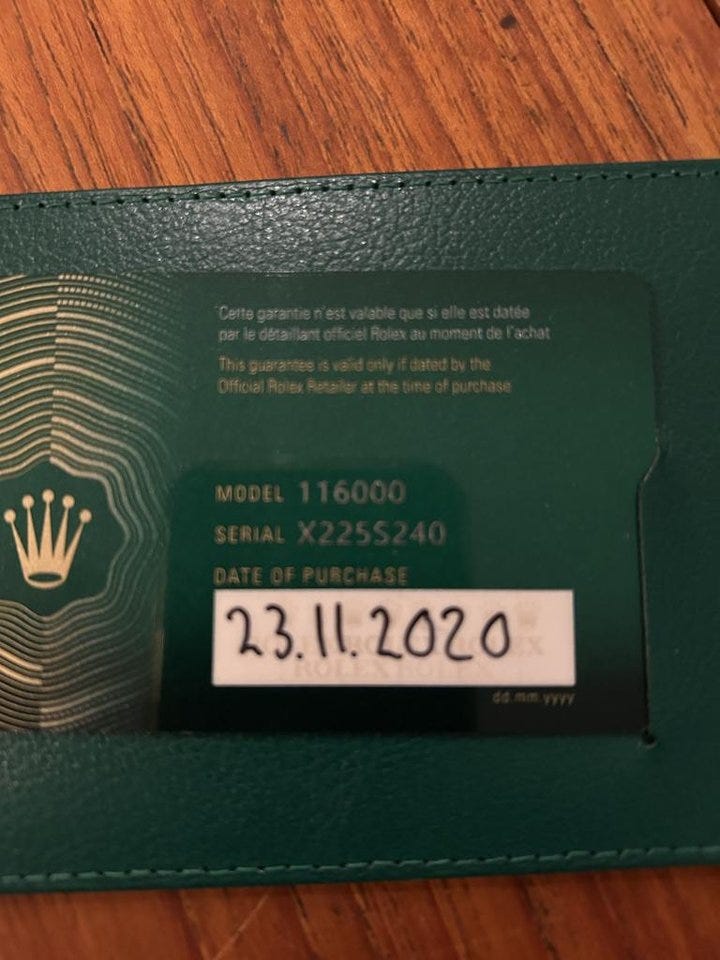 Cette garantie n'est valable que si elle est datée
par le détaillant officiel Rolex au moment de l'achat
This guarantee is valid only if dated by the
Official Rolex Retailer at the time of purchase
MODEL 116000
SERIAL X225S240
DATE OF PURCHASE
23.11.2020
dd.mm.yyyy